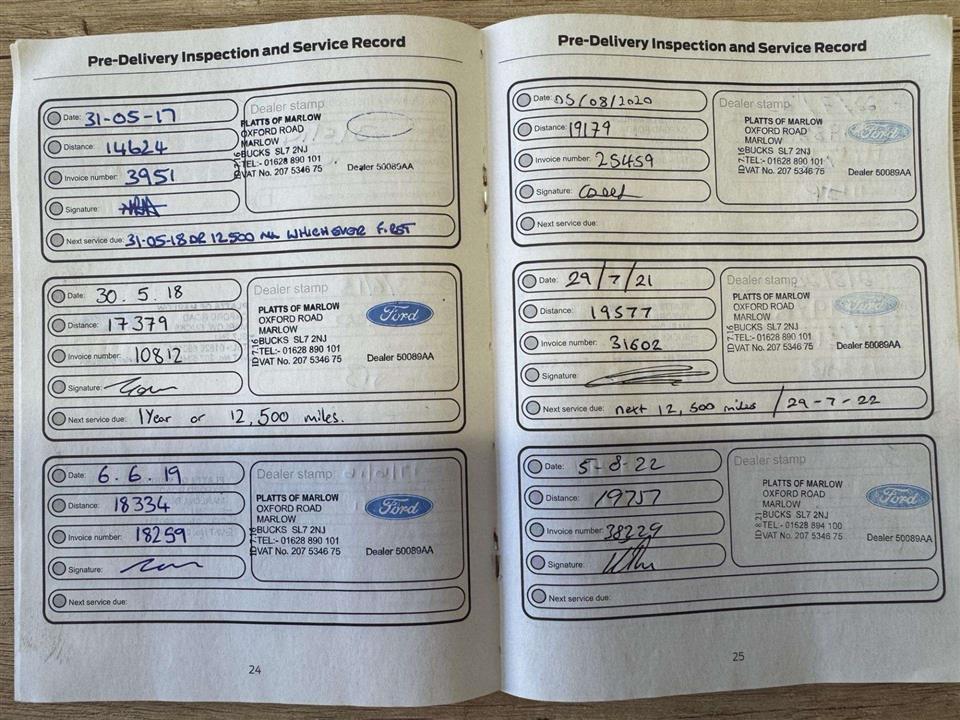 Pre-Delivery Inspection and Service Record
Date: 31-05-17
Distance: 14624
Invoice number: 3951
Signature:
Next service due: 31-05-18 OR 12,500 MLS WHICHEVER FIRST
Dealer stamp
PLATTS OF MARLOW
OXFORD ROAD
MARLOW
BUCKS SL7 2NJ
TEL:- 01628 890 101
VAT No. 207 5346 75
Dealer 50089AA
Date: 30.5.18
Distance: 17379
Invoice number: 10812
Signature:
Next service due: 1 Year or 12,500 miles.
Dealer stamp
PLATTS OF MARLOW
OXFORD ROAD
MARLOW
BUCKS SL7 2NJ
TEL:- 01628 890 101
VAT No. 207 5346 75
Ford
Dealer 50089AA
Date: 6.6.19
Distance: 18334
Invoice number: 18259
Signature:
Next service due:
Dealer stamp
PLATTS OF MARLOW
OXFORD ROAD
MARLOW
BUCKS SL7 2NJ
TEL:- 01628 890 101
VAT No. 207 5346 75
Ford
Dealer 50089AA
24
Pre-Delivery Inspection and Service Record
Date: 05/08/2020
Distance: 19179
Invoice number: 25459
Signature:
Next service due:
Dealer stamp
PLATTS OF MARLOW
OXFORD ROAD
MARLOW
BUCKS SL7 2NJ
TEL:- 01628 890 101
VAT No. 207 5346 75
Ford
Dealer 50089AA
Date: 29/7/21
Distance: 19577
Invoice number: 31602
Signature:
Next service due: next 12,500 miles / 29-7-22
Dealer stamp
PLATTS OF MARLOW
OXFORD ROAD
MARLOW
BUCKS SL7 2NJ
TEL:- 01628 890 101
VAT No. 207 5346 75
Ford
Dealer 50089AA
Date: 5-8-22
Distance: 19757
Invoice number: 38229
Signature:
Next service due:
Dealer stamp
PLATTS OF MARLOW
OXFORD ROAD
MARLOW
BUCKS SL7 2NJ
TEL:- 01628 894 100
VAT No. 207 5346 75
Ford
Dealer 50089AA
25